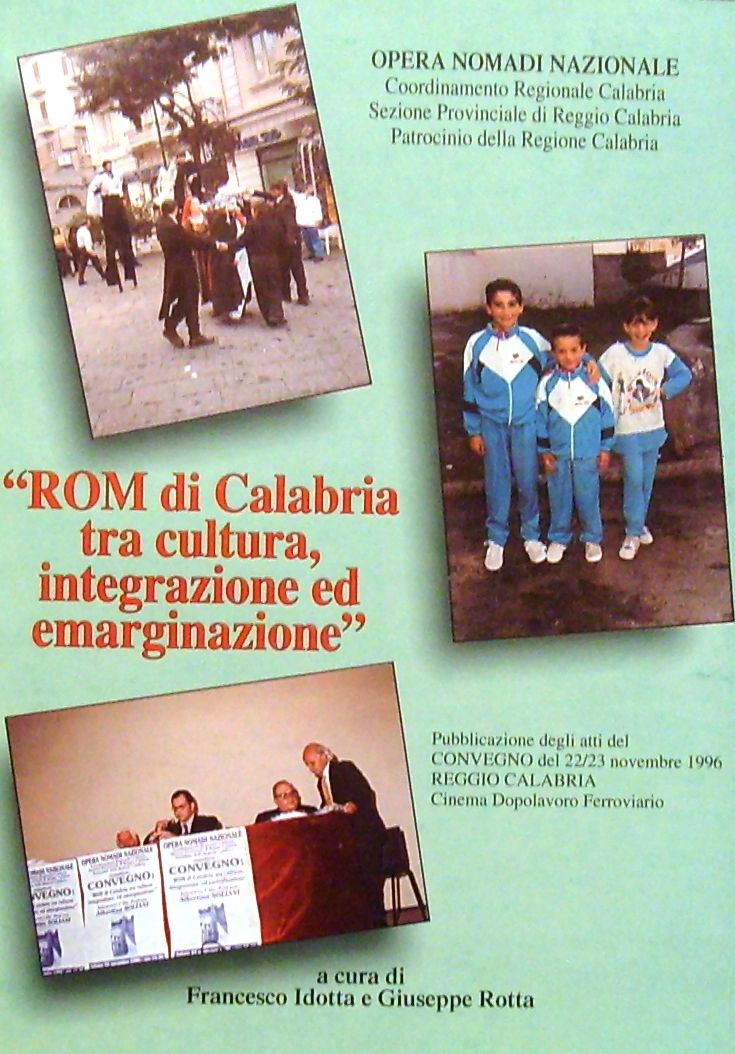 OPERA NOMADI NAZIONALE
Coordinamento Regionale Calabria
Sezione Provinciale di Reggio Calabria
Patrocinio della Regione Calabria
“ROM di Calabria
tra cultura,
integrazione ed
emarginazione”
OPERA NOMADI NAZIONALE
CONVEGNO:
OPERA NOMADI NAZIONALE
CONVEGNO:
Pubblicazione degli atti del
CONVEGNO del 22/23 novembre 1996
REGGIO CALABRIA
Cinema Dopolavoro Ferroviario
a cura di
Francesco Idotta e Giuseppe Rotta